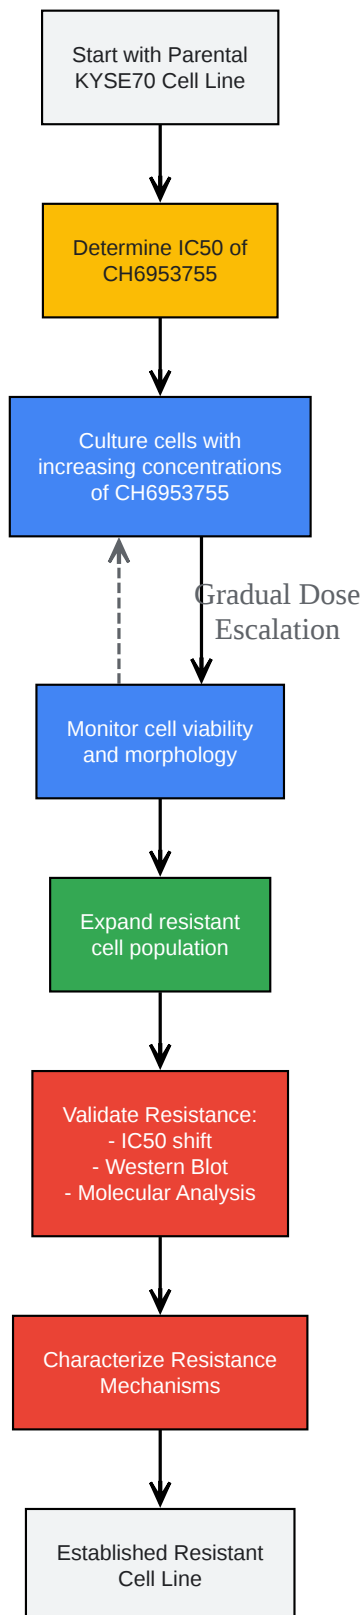 Start with Parental
KYSE70 Cell Line
Determine IC50 of
CH6953755
Culture cells with
increasing concentrations
of CH6953755
Gradual Dose
Escalation
Monitor cell viability
and morphology
Expand resistant
cell population
Validate Resistance:
- IC50 shift
- Western Blot
- Molecular Analysis
Characterize Resistance
Mechanisms
Established Resistant
Cell Line